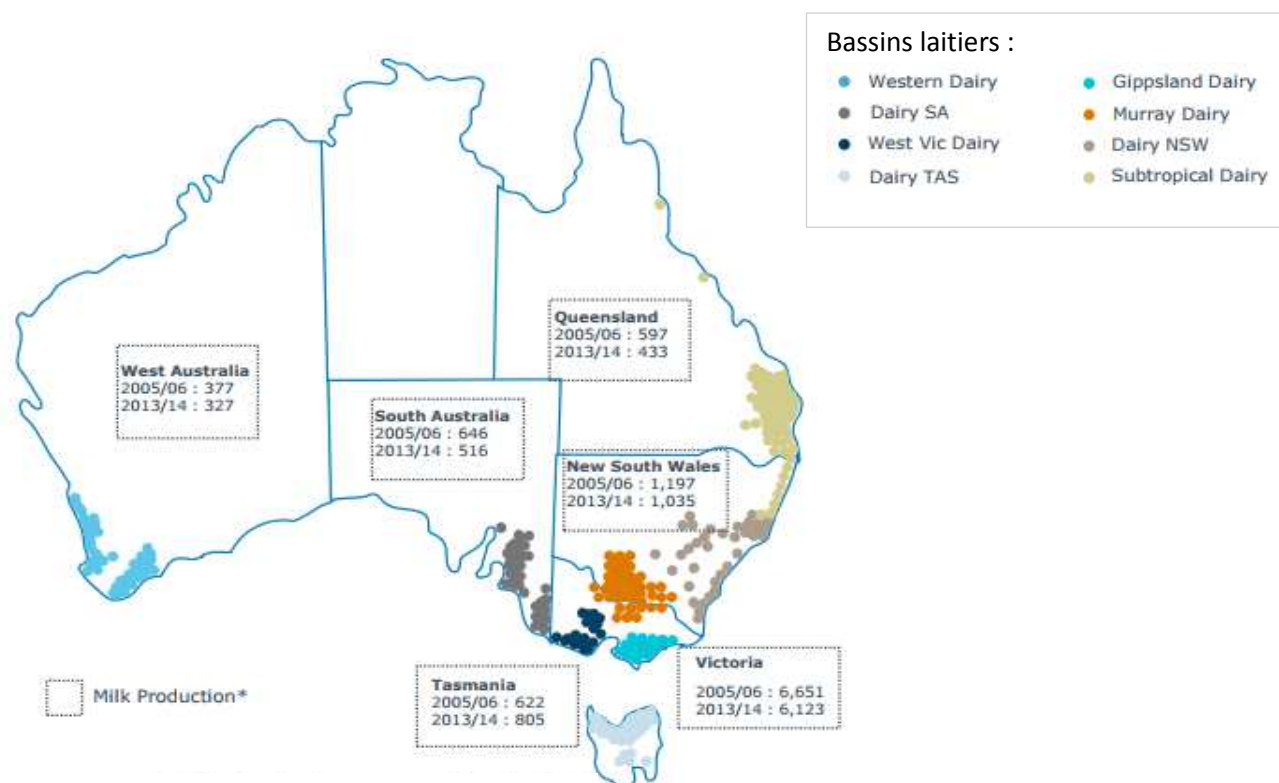 Bassins laitiers :
Western Dairy
Dairy SA
West Vic Dairy
Dairy TAS
Gippsland Dairy
Murray Dairy
Dairy NSW
Subtropical Dairy
Queensland
2005/06 : 597
2013/14 : 433
West Australia
2005/06 : 377
2013/14 : 327
South Australia
2005/06 : 646
2013/14 : 516
New South Wales
2005/06 : 1,197
2013/14 : 1,035
Victoria
2005/06 : 6,651
2013/14 : 6,123
Tasmania
2005/06 : 622
2013/14 : 805
Milk Production*